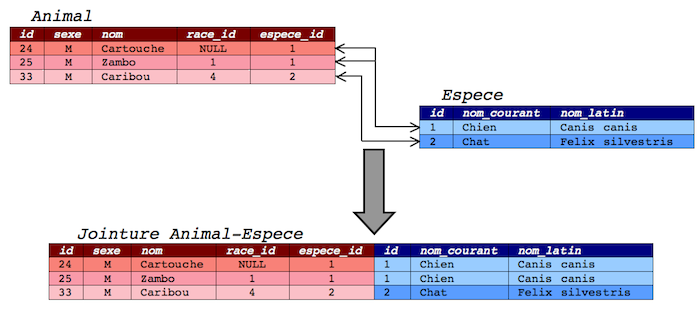 Animal
id sexe nom race_id espece_id
24 M Cartouche NULL 1
25 M Zambo 1 1
33 M Caribou 4 2
Espece
id nom_courant nom_latin
1 Chien Canis canis
2 Chat Felix silvestris
Jointure Animal-Espece
id sexe nom race_id espece_id id nom_courant nom_latin
24 M Cartouche NULL 1 1 Chien Canis canis
25 M Zambo 1 1 1 Chien Canis canis
33 M Caribou 4 2 2 Chat Felix silvestris